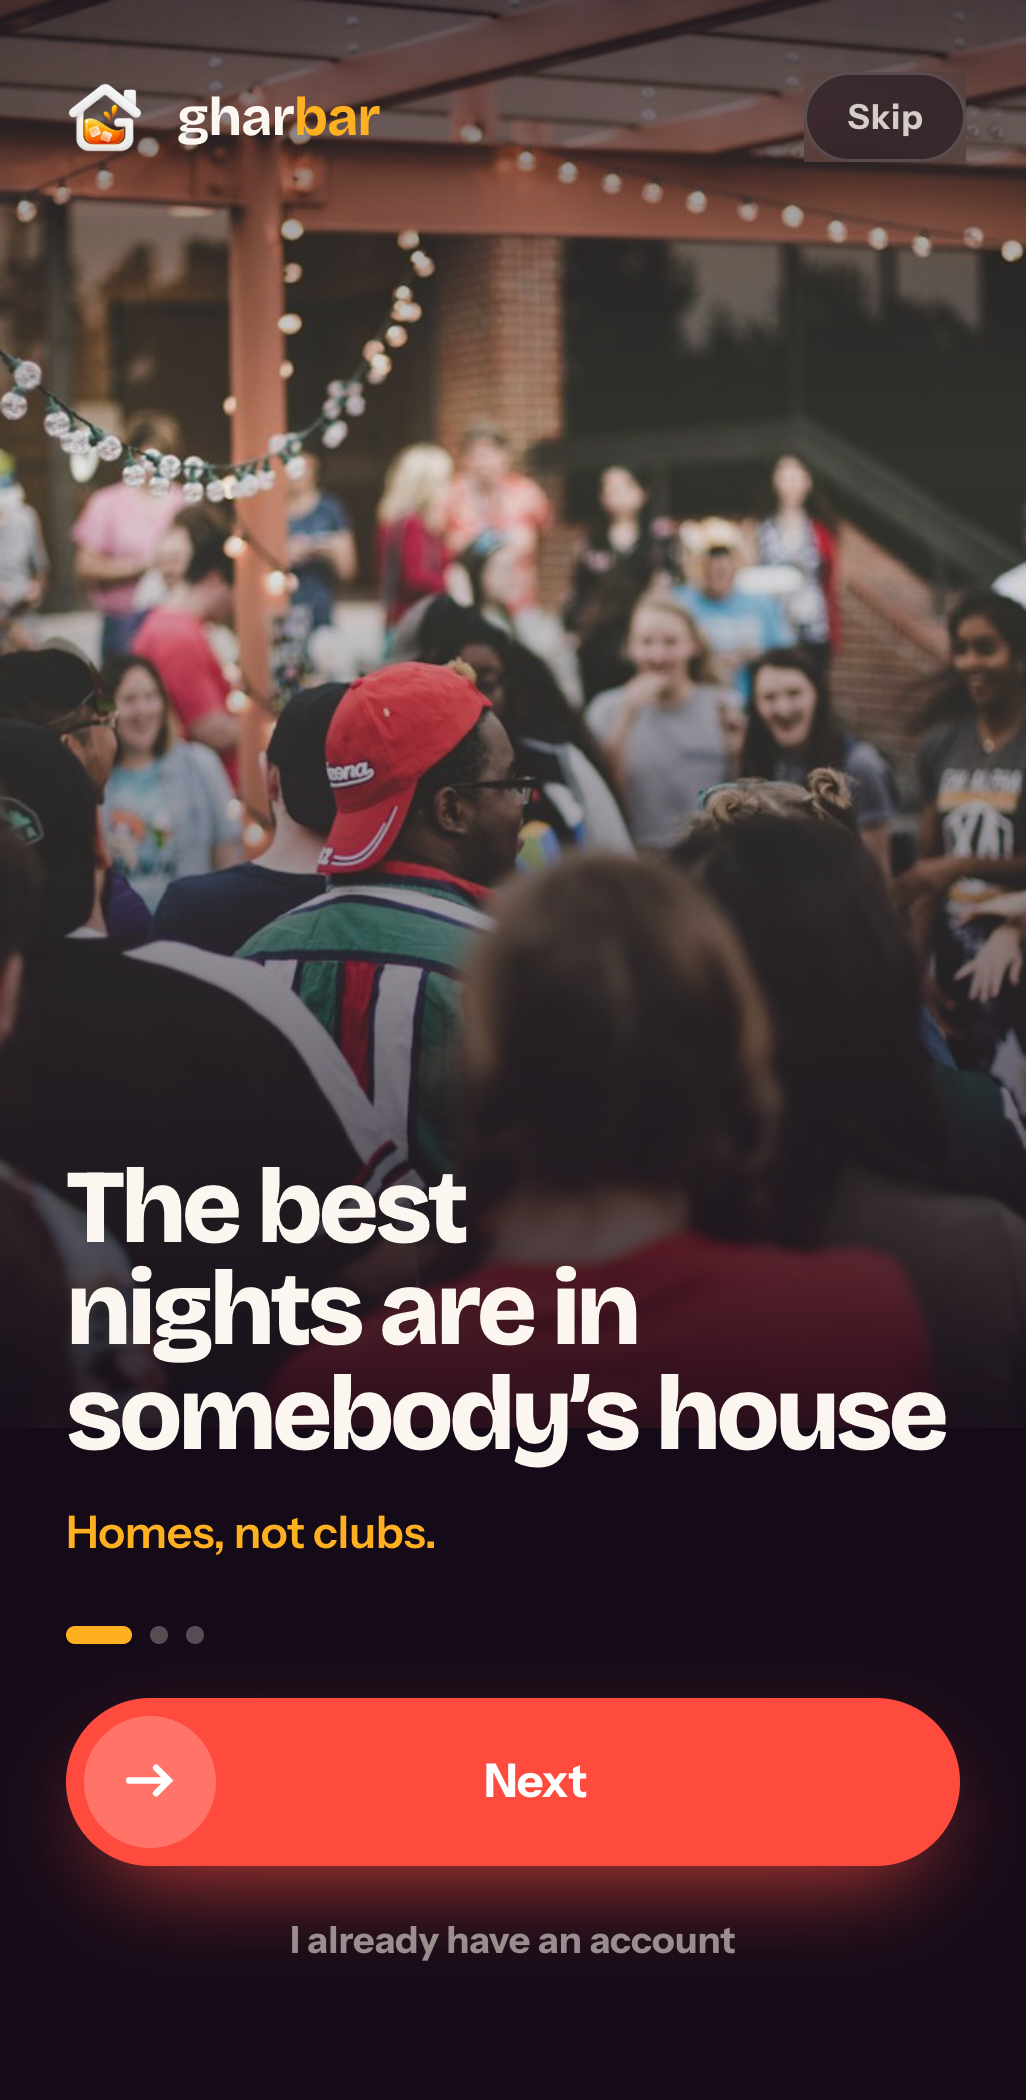 gharbar
Skip
The best
nights are in
somebody’s house
Homes, not clubs.
Next
I already have an account